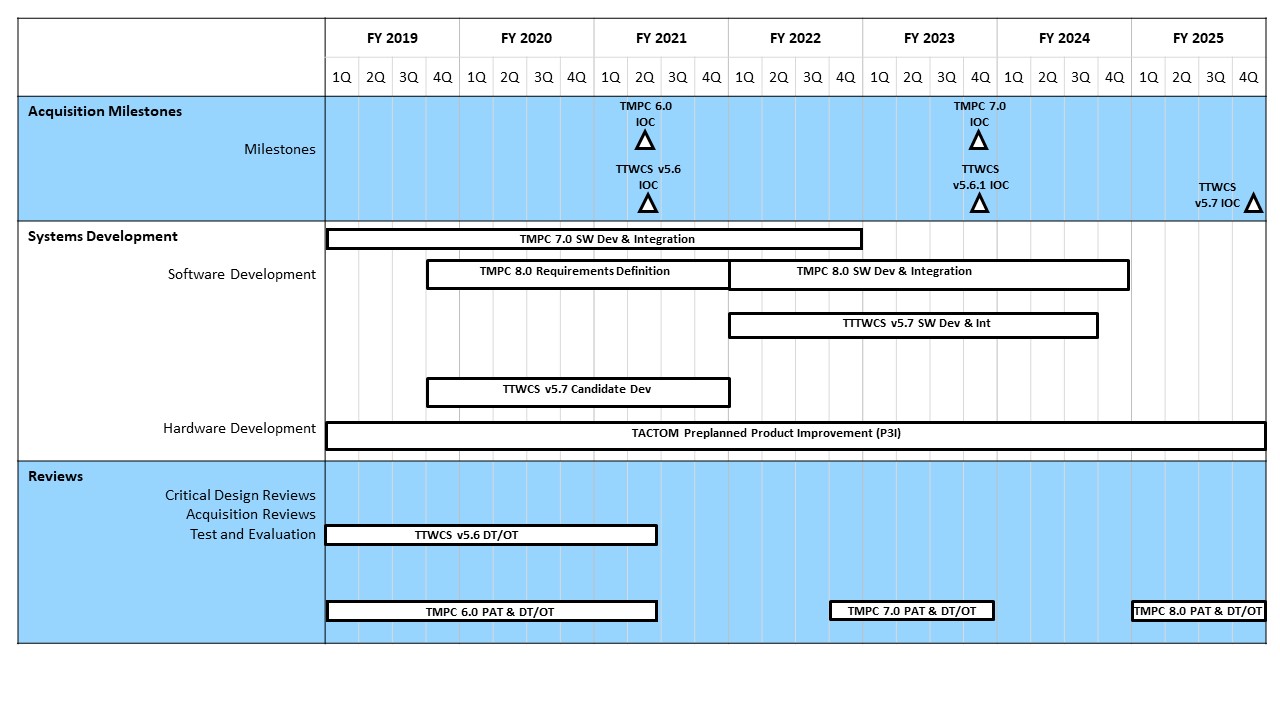 FY 2019 FY 2020 FY 2021 FY 2022 FY 2023 FY 2024 FY 2025
1Q 2Q 3Q 4Q 1Q 2Q 3Q 4Q 1Q 2Q 3Q 4Q 1Q 2Q 3Q 4Q 1Q 2Q 3Q 4Q 1Q 2Q 3Q 4Q 1Q 2Q 3Q 4Q
Acquisition Milestones
TMPC 6.0
IOC
TMPC 7.0
IOC
Milestones
TTWCS v5.6
IOC
TTWCS
v5.6.1 IOC
TTWCS
v5.7 IOC
Systems Development
TMPC 7.0 SW Dev & Integration
Software Development
TMPC 8.0 Requirements Definition
TMPC 8.0 SW Dev & Integration
TTTWCS v5.7 SW Dev & Int
TTWCS v5.7 Candidate Dev
Hardware Development
TACTOM Preplanned Product Improvement (P3I)
Reviews
Critical Design Reviews
Acquisition Reviews
Test and Evaluation
TTWCS v5.6 DT/OT
TMPC 6.0 PAT & DT/OT
TMPC 7.0 PAT & DT/OT
TMPC 8.0 PAT & DT/OT